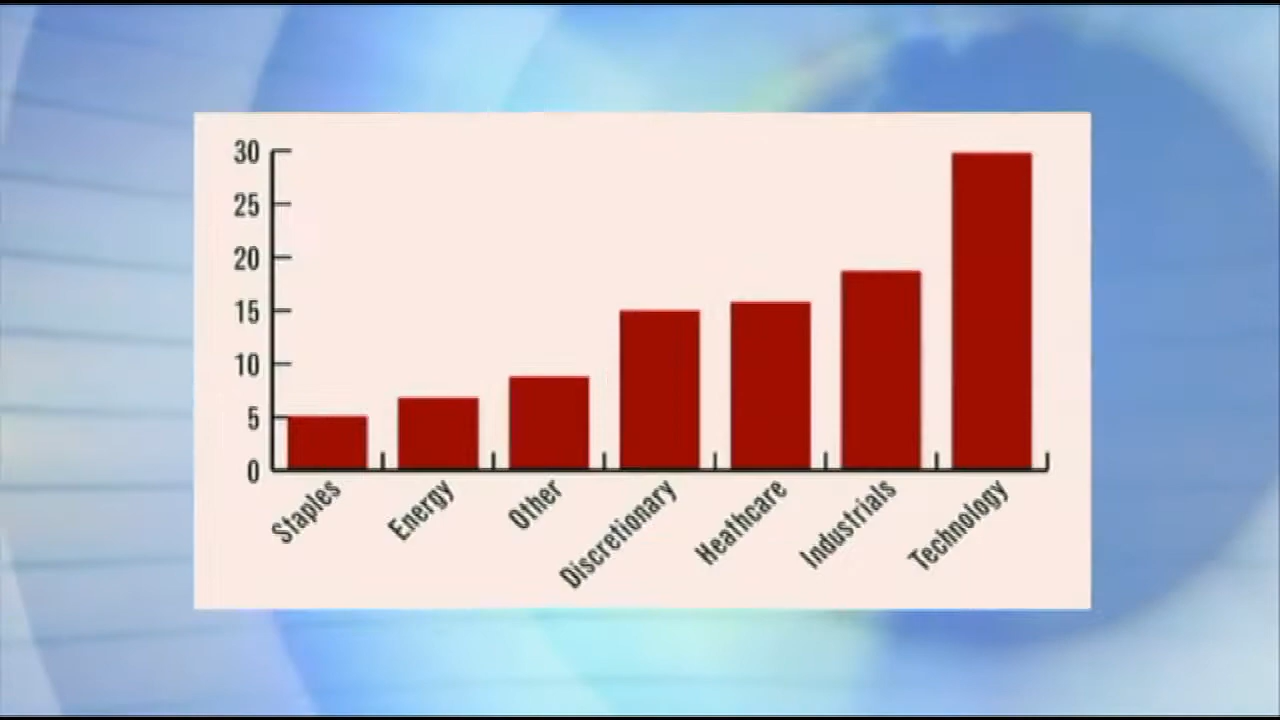 30
25
20
15
10
5
0
Staples
Energy
Other
Discretionary
Heathcare
Industrials
Technology